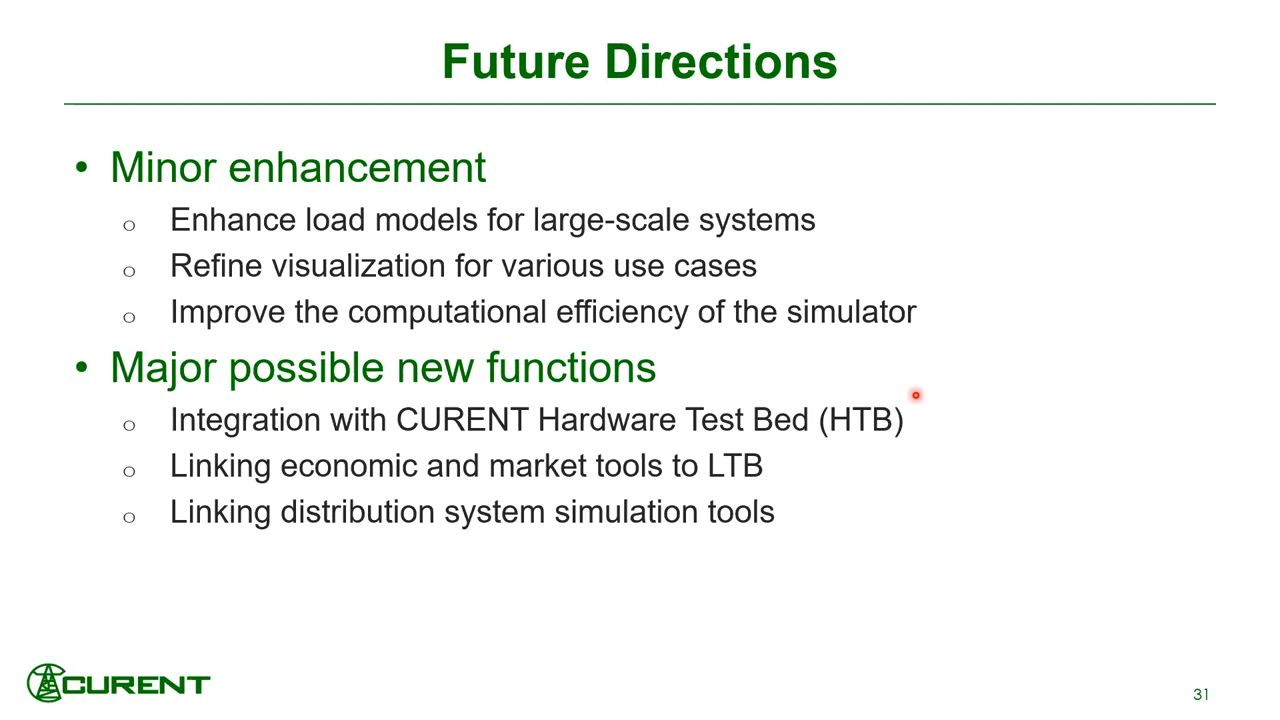 Future Directions
• Minor enhancement
o Enhance load models for large-scale systems
o Refine visualization for various use cases
o Improve the computational efficiency of the simulator
• Major possible new functions
o Integration with CURENT Hardware Test Bed (HTB)
o Linking economic and market tools to LTB
o Linking distribution system simulation tools
CURENT
31